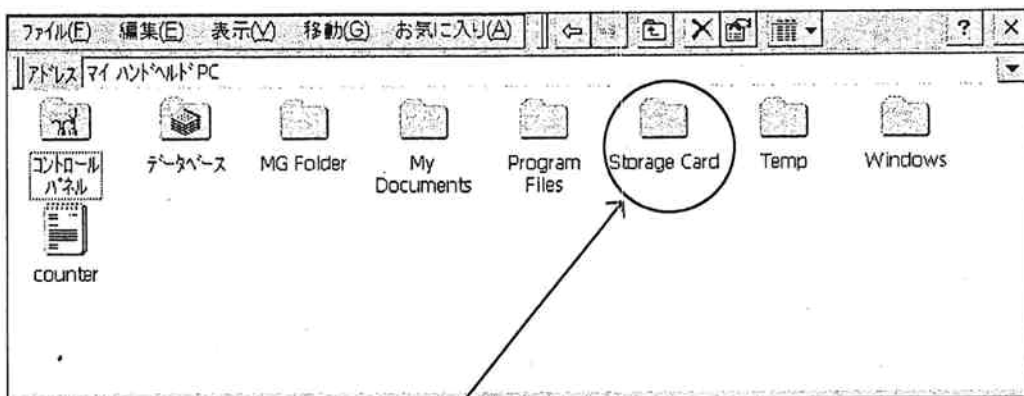 ファイル(F) 編集(E) 表示(V) 移動(G) お気に入り(A) ? ×
アドレス マイ ハンドヘルド PC
コントロール パネル
データベース
MG Folder
My Documents
Program Files
Storage Card
Temp
Windows
counter